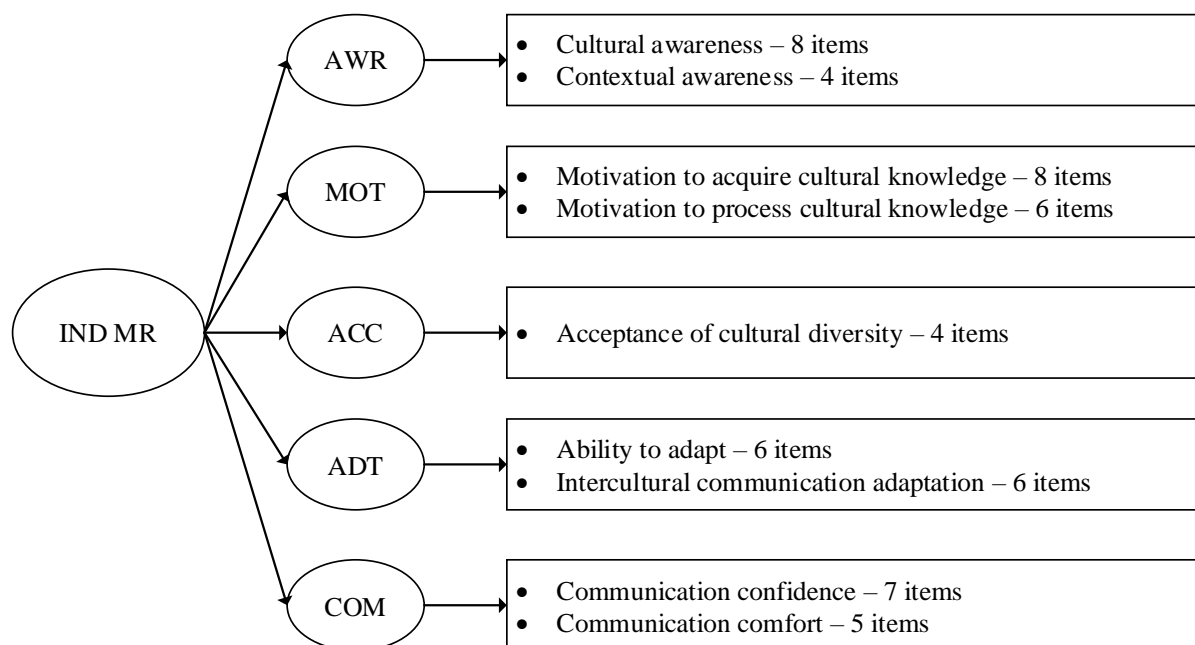 AWR
• Cultural awareness – 8 items
• Contextual awareness – 4 items
MOT
• Motivation to acquire cultural knowledge – 8 items
• Motivation to process cultural knowledge – 6 items
IND MR
ACC
• Acceptance of cultural diversity – 4 items
ADT
• Ability to adapt – 6 items
• Intercultural communication adaptation – 6 items
COM
• Communication confidence – 7 items
• Communication comfort – 5 items